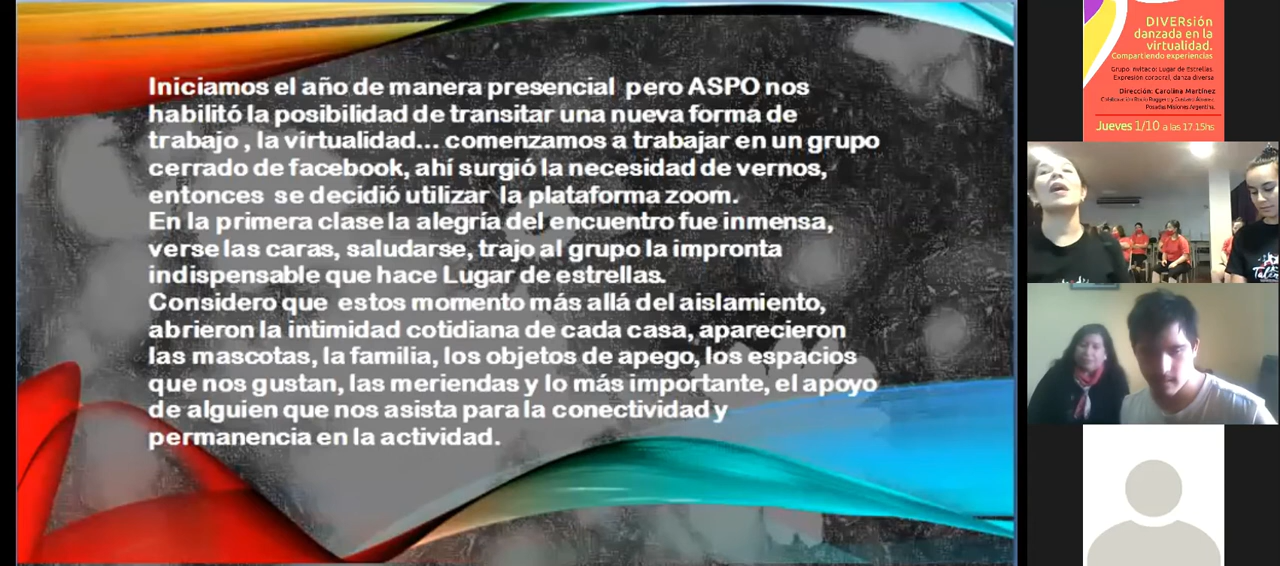 Iniciamos el año de manera presencial pero ASPO nos
habilitó la posibilidad de transitar una nueva forma de
trabajo , la virtualidad... comenzamos a trabajar en un grupo
cerrado de facebook, ahí surgió la necesidad de vernos,
entonces se decidió utilizar la plataforma zoom.
En la primera clase la alegría del encuentro fue inmensa,
verse las caras, saludarse, trajo al grupo la impronta
indispensable que hace Lugar de estrellas.
Considero que estos momento más allá del aislamiento,
abrieron la intimidad cotidiana de cada casa, aparecieron
las mascotas, la familia, los objetos de apego, los espacios
que nos gustan, las meriendas y lo más importante, el apoyo
de alguien que nos asista para la conectividad y
permanencia en la actividad.
DIVERsión
danzada en la
virtualidad.
Compartiendo experiencias
Grupo invitado: Lugar de Estrellas.
Expresión corporal, danza diversa
Dirección: Carolina Martínez
Posadas Misiones Argentina.
Jueves 1/10 a las 17.15hs